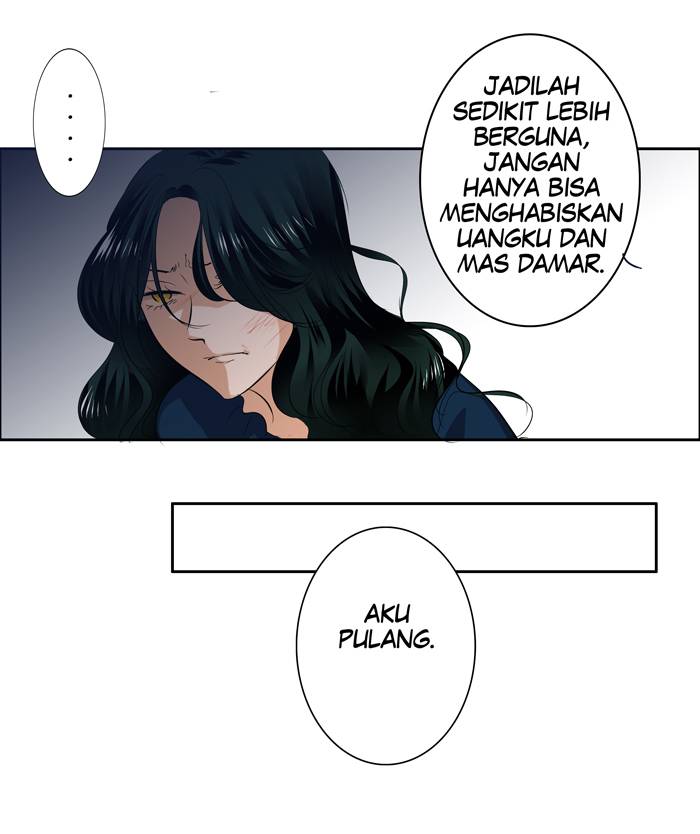 . . . .
JADILAH
SEDIKIT LEBIH
BERGUNA,
JANGAN
HANYA BISA
MENGHABISKAN
UANGKU DAN
MAS DAMAR.
AKU
PULANG.